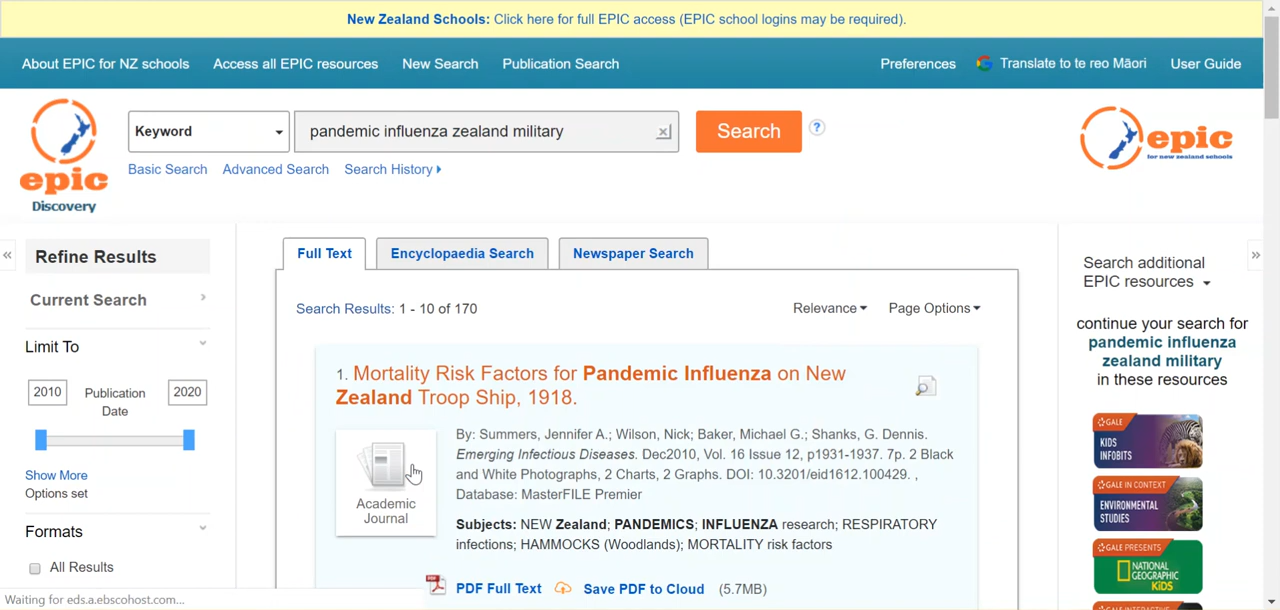 New Zealand Schools: Click here for full EPIC access (EPIC school logins may be required).
About EPIC for NZ schools Access all EPIC resources New Search Publication Search Preferences Translate to te reo Māori User Guide
epic
Discovery
Keyword pandemic influenza zealand military x Search ?
Basic Search Advanced Search Search History
epic
for new zealand schools
« Refine Results
Current Search
Limit To
2010 Publication Date 2020
Show More
Options set
Formats
All Results
Full Text Encyclopaedia Search Newspaper Search
Search Results: 1 - 10 of 170 Relevance Page Options
1. Mortality Risk Factors for Pandemic Influenza on New
Zealand Troop Ship, 1918.
Academic
Journal
By: Summers, Jennifer A.; Wilson, Nick; Baker, Michael G.; Shanks, G. Dennis.
Emerging Infectious Diseases. Dec2010, Vol. 16 Issue 12, p1931-1937. 7p. 2 Black
and White Photographs, 2 Charts, 2 Graphs. DOI: 10.3201/eid1612.100429. ,
Database: MasterFILE Premier
Subjects: NEW Zealand; PANDEMICS; INFLUENZA research; RESPIRATORY
infections; HAMMOCKS (Woodlands); MORTALITY risk factors
PDF PDF Full Text Save PDF to Cloud (5.7MB)
»
Search additional
EPIC resources
continue your search for
pandemic influenza
zealand military
in these resources
GALE
KIDS
INFOBITS
GALE IN CONTEXT
ENVIRONMENTAL
STUDIES
GALE PRESENTS
NATIONAL
GEOGRAPHIC
KiDS
Waiting for eds.a.ebscohost.com...